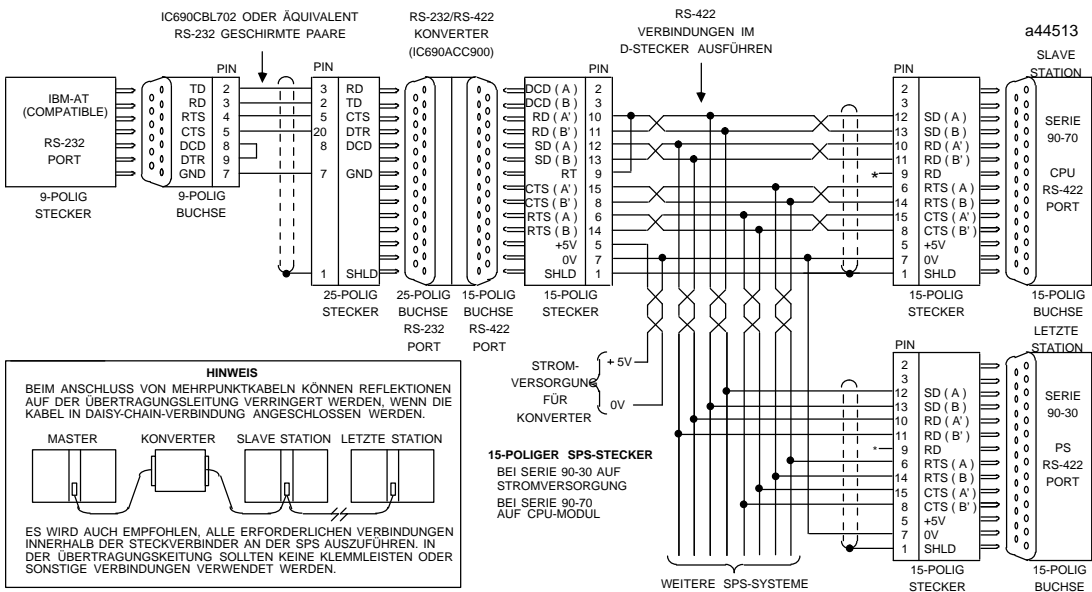 IC690CBL702 ODER ÄQUIVALENT
RS-232 GESCHIRMTE PAARE
RS-232/RS-422
KONVERTER
(IC690ACC900)
RS-422
VERBINDUNGEN IM
D-STECKER AUSFÜHREN
a44513
SLAVE
STATION
IBM-AT
(COMPATIBLE)
RS-232
PORT
9-POLIG
STECKER
PIN
TD 2
RD 3
RTS 4
CTS 5
DCD 8
DTR 9
GND 7
9-POLIG
BUCHSE
PIN
3 RD
2 TD
5 CTS
20 DTR
8 DCD
7 GND
1 SHLD
25-POLIG
STECKER
25-POLIG
BUCHSE
RS-232
PORT
15-POLIG
BUCHSE
RS-422
PORT
PIN
DCD ( A ) 2
DCD ( B ) 3
RD ( A' ) 10
RD ( B' ) 11
SD ( A ) 12
SD ( B ) 13
RT 9
CTS ( A' ) 15
CTS ( B' ) 8
RTS ( A ) 6
RTS ( B ) 14
+5V 5
0V 7
SHLD 1
15-POLIG
STECKER
PIN
2
3
12 SD ( A )
13 SD ( B )
10 RD ( A' )
11 RD ( B' )
* 9 RD
6 RTS ( A )
14 RTS ( B )
15 CTS ( A' )
8 CTS ( B' )
5 +5V
7 0V
1 SHLD
15-POLIG
STECKER
SERIE
90-70
CPU
RS-422
PORT
15-POLIG
BUCHSE
LETZTE
STATION
STROM-
VERSORGUNG
FÜR
KONVERTER
+ 5V
0V
15-POLIGER SPS-STECKER
BEI SERIE 90-30 AUF
STROMVERSORGUNG
BEI SERIE 90-70
AUF CPU-MODUL
WEITERE SPS-SYSTEME
PIN
2
3
12 SD ( A )
13 SD ( B )
10 RD ( A' )
11 RD ( B' )
* 9 RD
6 RTS ( A )
14 RTS ( B )
15 CTS ( A' )
8 CTS ( B' )
5 +5V
7 0V
1 SHLD
15-POLIG
STECKER
SERIE
90-30
PS
RS-422
PORT
15-POLIG
BUCHSE
HINWEIS
BEIM ANSCHLUSS VON MEHRPUNKTKABELN KÖNNEN REFLEKTIONEN
AUF DER ÜBERTRAGUNGSLEITUNG VERRINGERT WERDEN, WENN DIE
KABEL IN DAISY-CHAIN-VERBINDUNG ANGESCHLOSSEN WERDEN.
MASTER KONVERTER SLAVE STATION LETZTE STATION
ES WIRD AUCH EMPFOHLEN, ALLE ERFORDERLICHEN VERBINDUNGEN
INNERHALB DER STECKVERBINDER AN DER SPS AUSZUFÜHREN. IN
DER ÜBERTRAGUNGSKEITUNG SOLLTEN KEINE KLEMMLEISTEN ODER
SONSTIGE VERBINDUNGEN VERWENDET WERDEN.